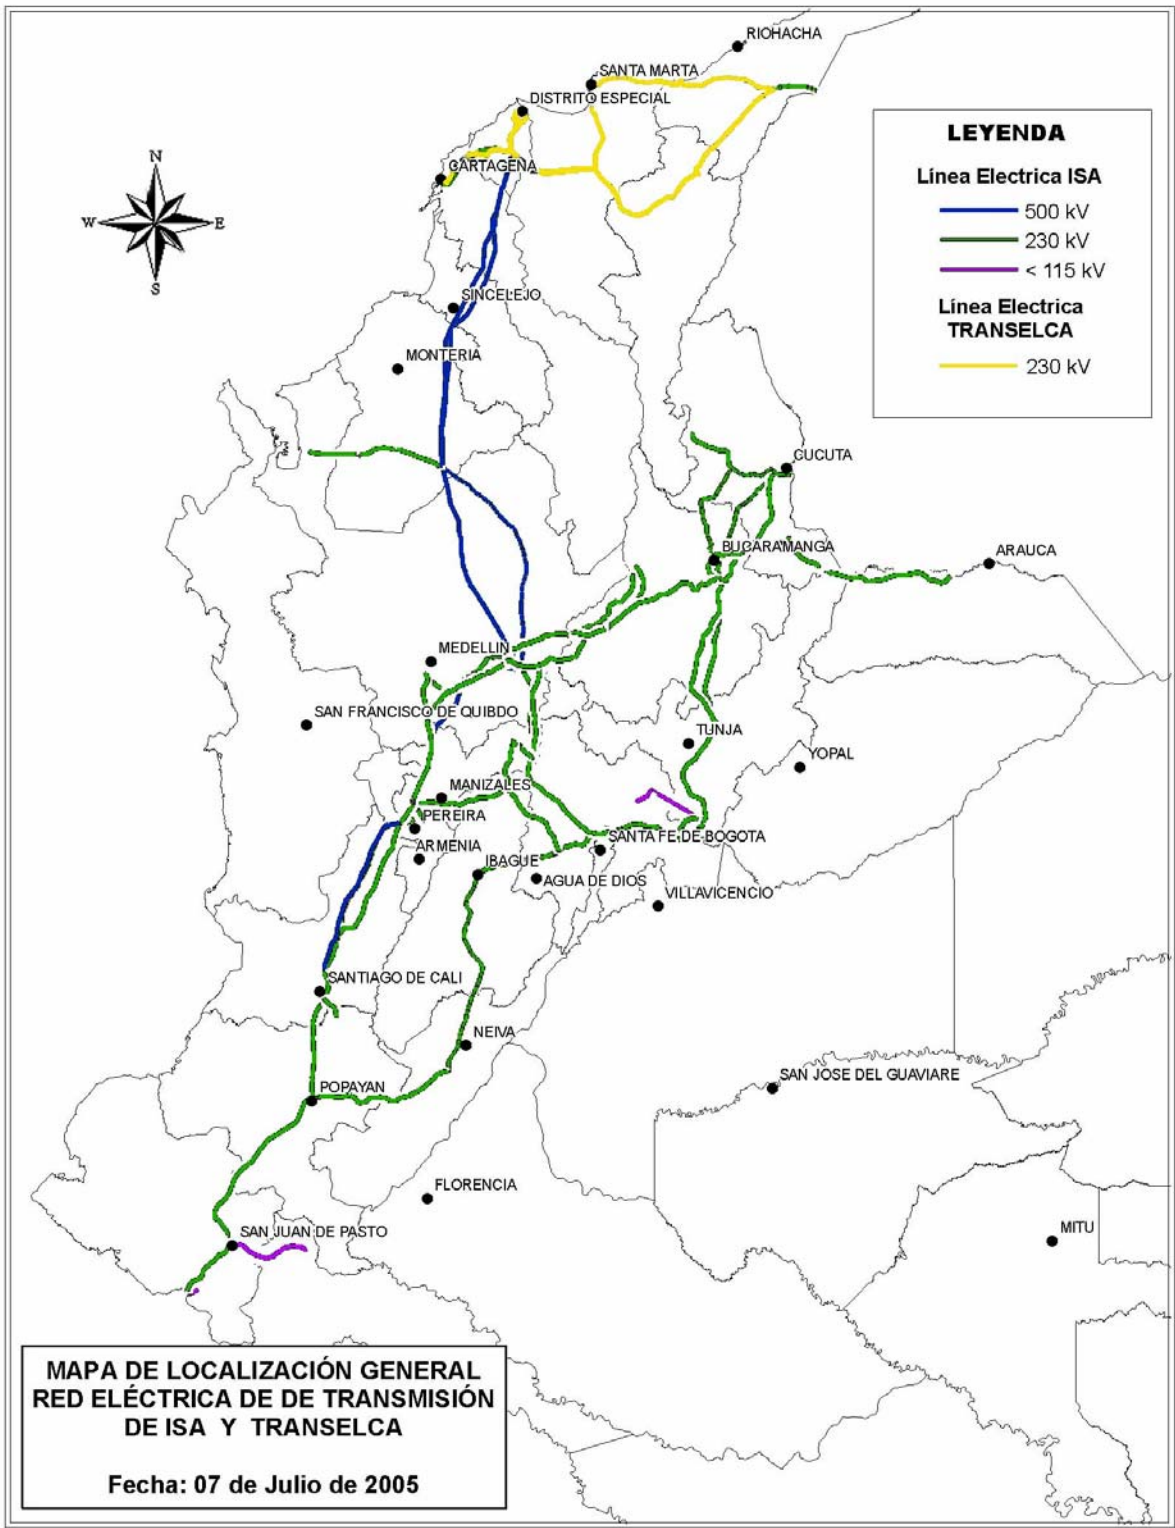 RIOHACHA
SANTA MARTA
DISTRITO ESPECIAL
CARTAGENA
LEYENDA
Línea Electrica ISA
500 kV
230 kV
< 115 kV
Línea Electrica
TRANSELCA
230 kV
N
W
E
S
SINCELEJO
MONTERIA
CUCUTA
BUCARAMANGA
ARAUCA
MEDELLIN
SAN FRANCISCO DE QUIBDO
TUNJA
YOPAL
MANIZALES
PEREIRA
SANTA FE DE BOGOTA
ARMENIA
IBAGUE
AGUA DE DIOS
VILLAVICENCIO
SANTIAGO DE CALI
NEIVA
SAN JOSE DEL GUAVIARE
POPAYAN
FLORENCIA
MITU
SAN JUAN DE PASTO
MAPA DE LOCALIZACIÓN GENERAL
RED ELÉCTRICA DE DE TRANSMISIÓN
DE ISA Y TRANSELCA
Fecha: 07 de Julio de 2005